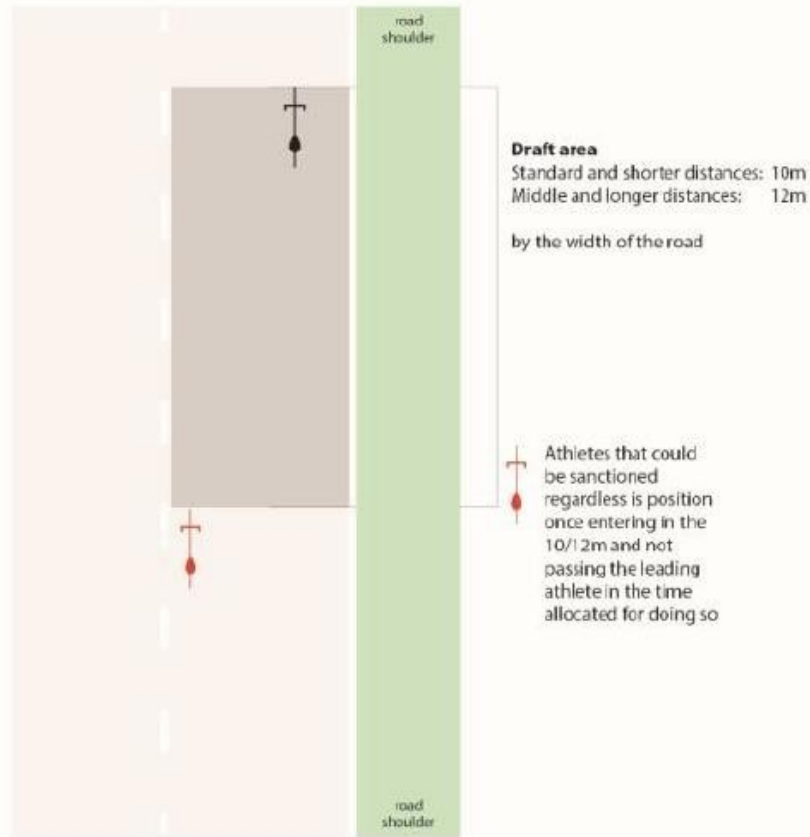 road
shoulder
Draft area
Standard and shorter distances: 10m
Middle and longer distances: 12m
by the width of the road
Athletes that could
be sanctioned
regardless is position
once entering in the
10/12m and not
passing the leading
athlete in the time
allocated for doing so
road
shoulder